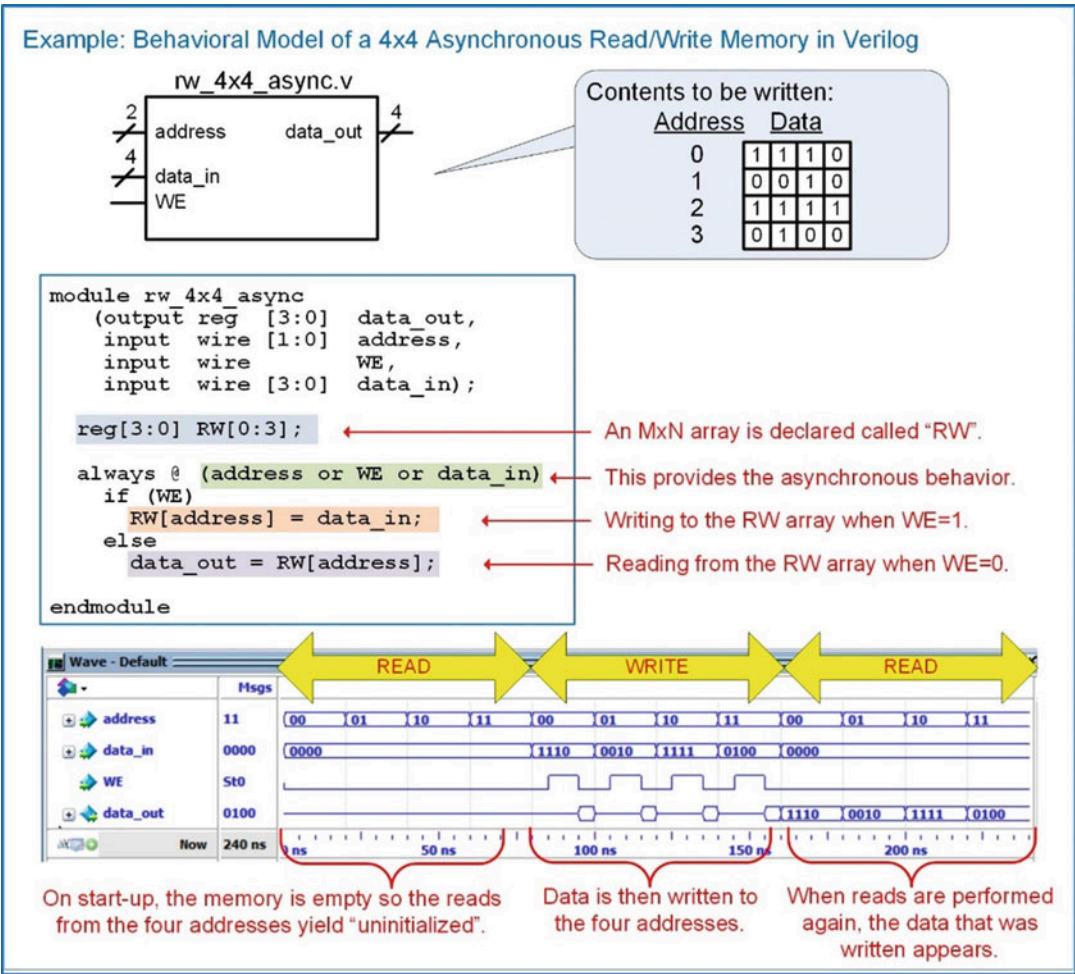 Example: Behavioral Model of a 4x4 Asynchronous Read/Write Memory in Verilog
rw_4x4_async.v
2
address
data_out
4
4
data_in
WE
Contents to be written:
Address Data
0 1 1 1 0
1 0 0 1 0
2 1 1 1 1
3 0 1 0 0
module rw_4x4_async
(output reg [3:0] data_out,
input wire [1:0] address,
input wire WE,
input wire [3:0] data_in);
reg[3:0] RW[0:3];
An MxN array is declared called “RW”.
always @ (address or WE or data_in)
This provides the asynchronous behavior.
if (WE)
RW[address] = data_in;
Writing to the RW array when WE=1.
else
data_out = RW[address];
Reading from the RW array when WE=0.
endmodule
Wave - Default
READ WRITE READ
Msgs
address 11 00 01 10 11 00 01 10 11 00 01 10 11
data_in 0000 0000 1110 0010 1111 0100 0000
WE St0
data_out 0100 1110 0010 1111 0100
Now 240 ns ns 50 ns 100 ns 150 ns 200 ns
On start-up, the memory is empty so the reads
from the four addresses yield “uninitialized”.
Data is then written to
the four addresses.
When reads are performed
again, the data that was
written appears.